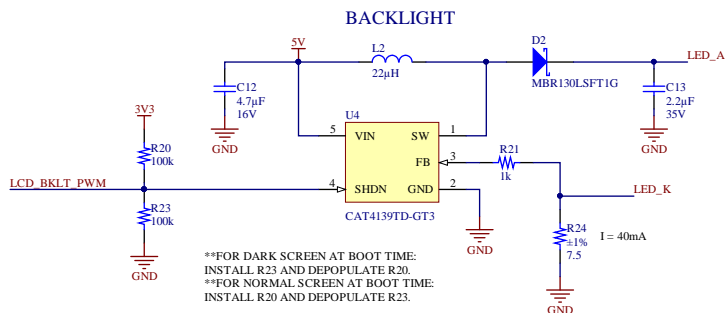 BACKLIGHT
5V
L2
22µH
D2
MBR130LSFT1G
LED_A
C12
4.7µF
16V
GND
C13
2.2µF
35V
GND
3V3
R20
100k
U4
5 VIN SW 1
FB 3
4 SHDN GND 2
CAT4139TD-GT3
R21
1k
LCD_BKLT_PWM
LED_K
R23
100k
GND
GND
R24
±1%
7.5
I = 40mA
GND
**FOR DARK SCREEN AT BOOT TIME:
INSTALL R23 AND DEPOPULATE R20.
**FOR NORMAL SCREEN AT BOOT TIME:
INSTALL R20 AND DEPOPULATE R23.